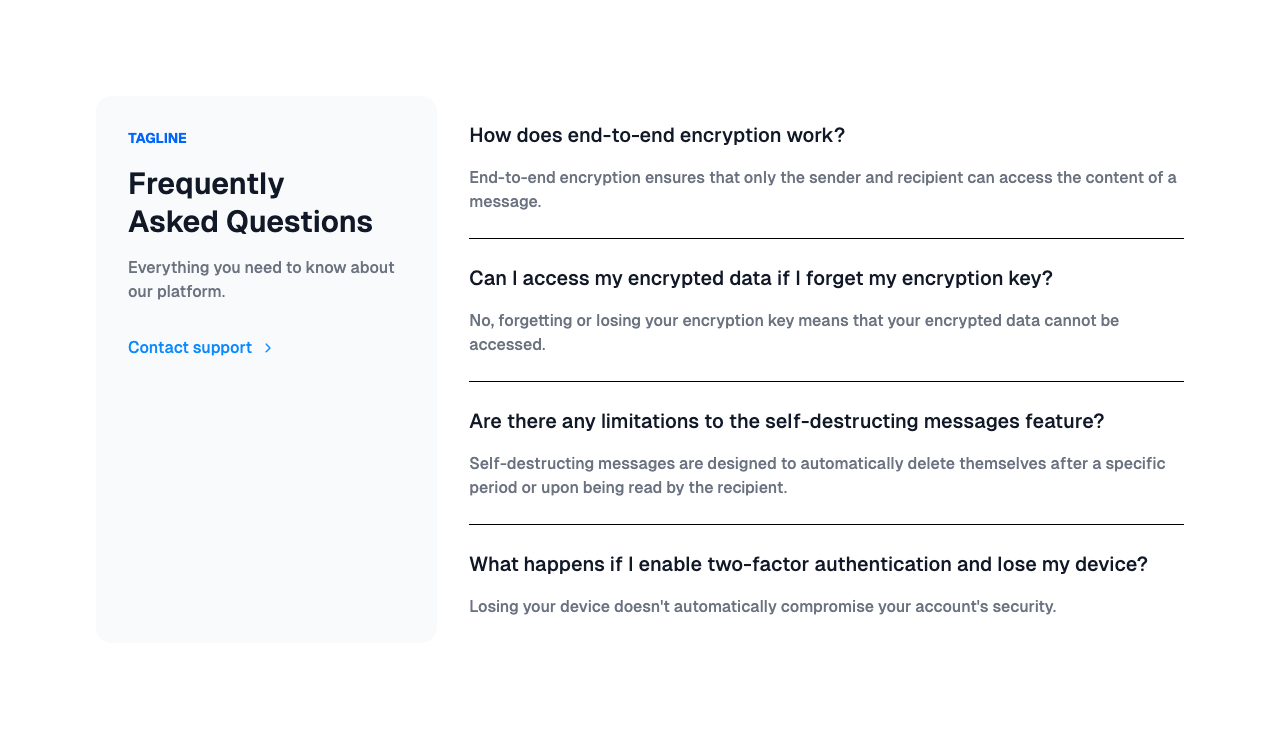 TAGLINE
Frequently
Asked Questions
Everything you need to know about
our platform.
Contact support
How does end-to-end encryption work?
End-to-end encryption ensures that only the sender and recipient can access the content of a
message.
Can I access my encrypted data if I forget my encryption key?
No, forgetting or losing your encryption key means that your encrypted data cannot be
accessed.
Are there any limitations to the self-destructing messages feature?
Self-destructing messages are designed to automatically delete themselves after a specific
period or upon being read by the recipient.
What happens if I enable two-factor authentication and lose my device?
Losing your device doesn't automatically compromise your account's security.